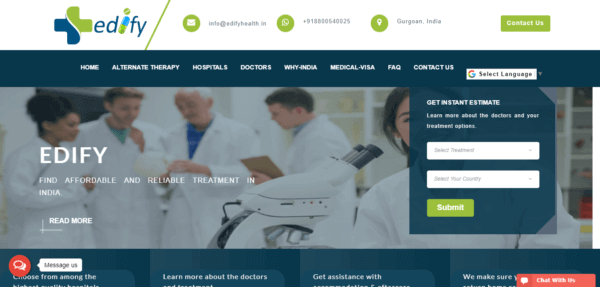 edify
info@edifyhealth.in
+918800540025
Gurgoan, India
Contact Us
HOME ALTERNATE THERAPY HOSPITALS DOCTORS WHY-INDIA MEDICAL-VISA FAQ CONTACT US
Select Language
GET INSTANT ESTIMATE
Learn more about the doctors and your
treatment options.
Select Treatment
Select Your Country
Submit
EDIFY
FIND AFFORDABLE AND RELIABLE TREATMENT IN
INDIA
READ MORE
Message us
Choose from among the
highest quality hospitals
Learn more about the doctors
and treatment
Get assistance with
accommodation & aftercare
We make sure
return home
Chat With Us